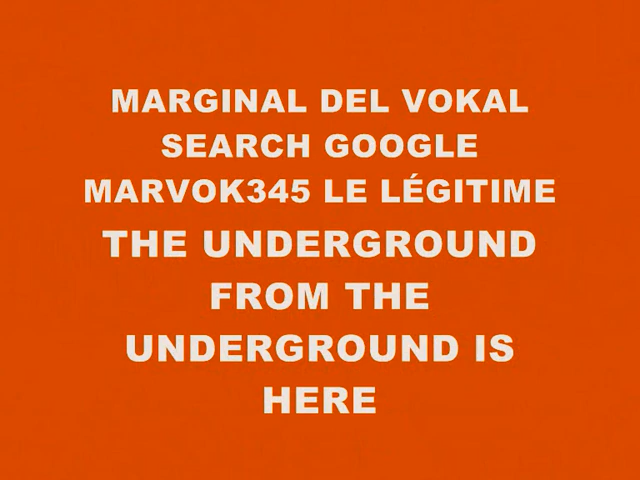 MARGINAL DEL VOKAL
SEARCH GOOGLE
MARVOK345 LE LÉGITIME
THE UNDERGROUND
FROM THE
UNDERGROUND IS
HERE